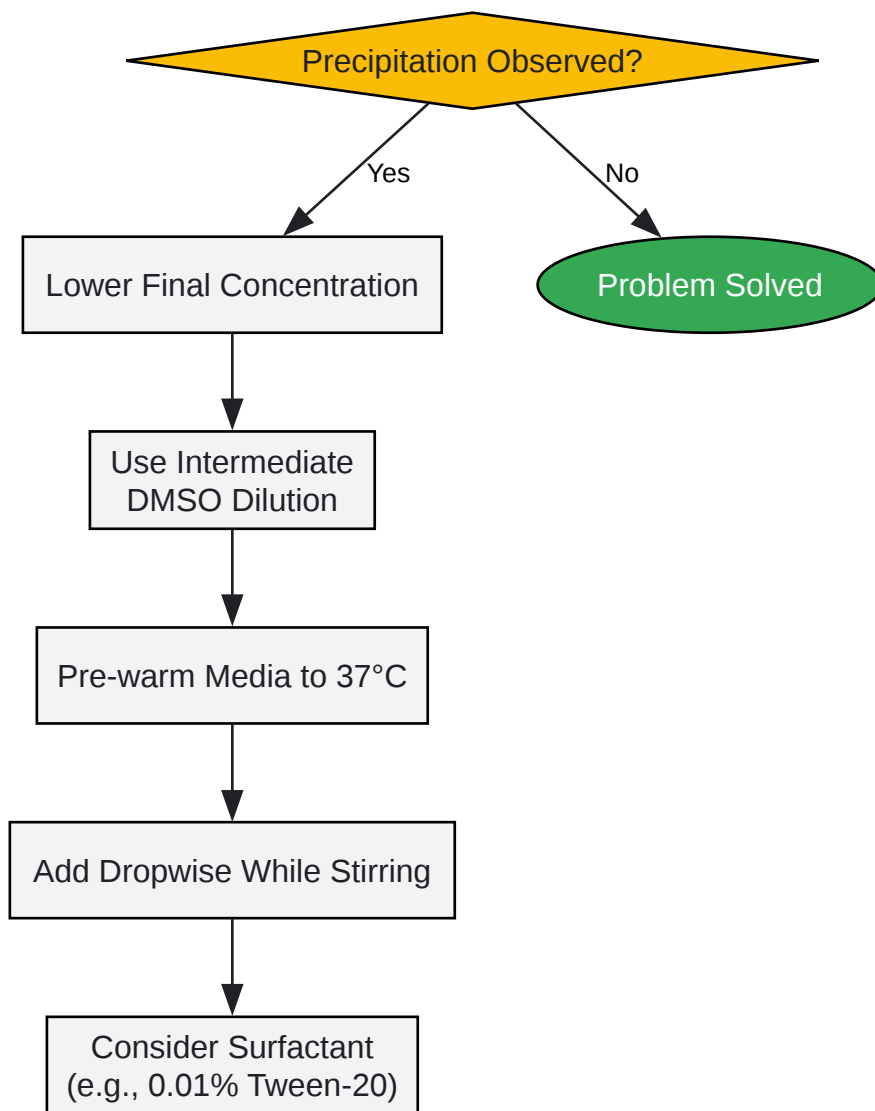 Precipitation Observed?
Yes
No
Lower Final Concentration
Problem Solved
Use Intermediate
DMSO Dilution
Pre-warm Media to 37°C
Add Dropwise While Stirring
Consider Surfactant
(e.g., 0.01% Tween-20)